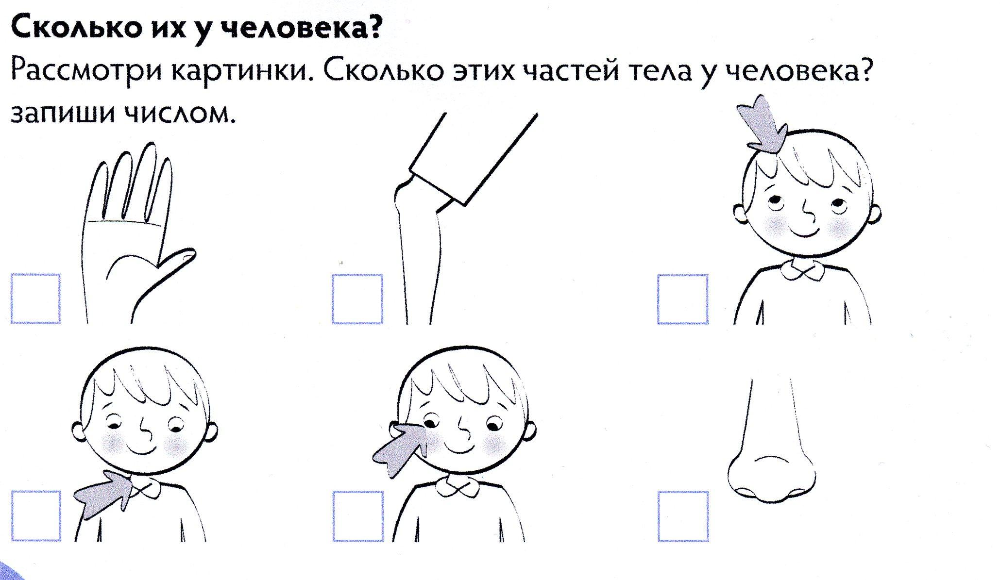 Сколько их у человека?
Рассмотри картинки. Сколько этих частей тела у человека?
запиши числом.